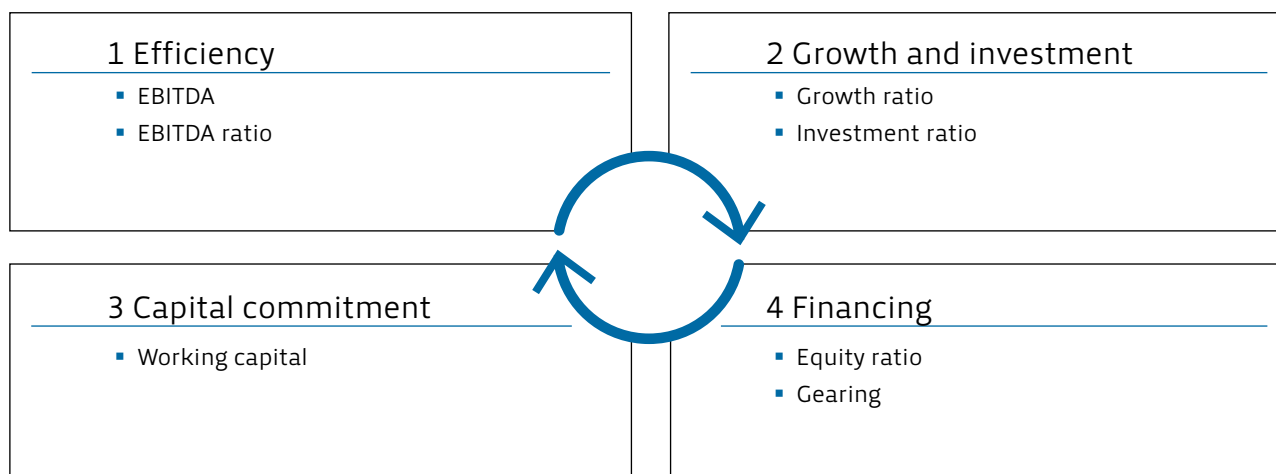 1 Efficiency
▪ EBITDA
▪ EBITDA ratio
2 Growth and investment
▪ Growth ratio
▪ Investment ratio
3 Capital commitment
▪ Working capital
4 Financing
▪ Equity ratio
▪ Gearing